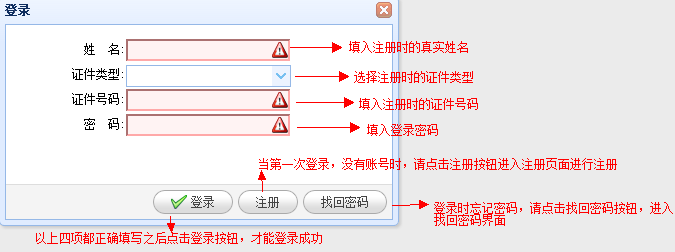 登录
姓 名:
填入注册时的真实姓名
证件类型:
选择注册时的证件类型
证件号码:
填入注册时的证件号码
密 码:
填入登录密码
当第一次登录，没有账号时，请点击注册按钮进入注册页面进行注册
登录
注册
找回密码
登录时忘记密码，请点击找回密码按钮，进入
找回密码界面
以上四项都正确填写之后点击登录按钮，才能登录成功